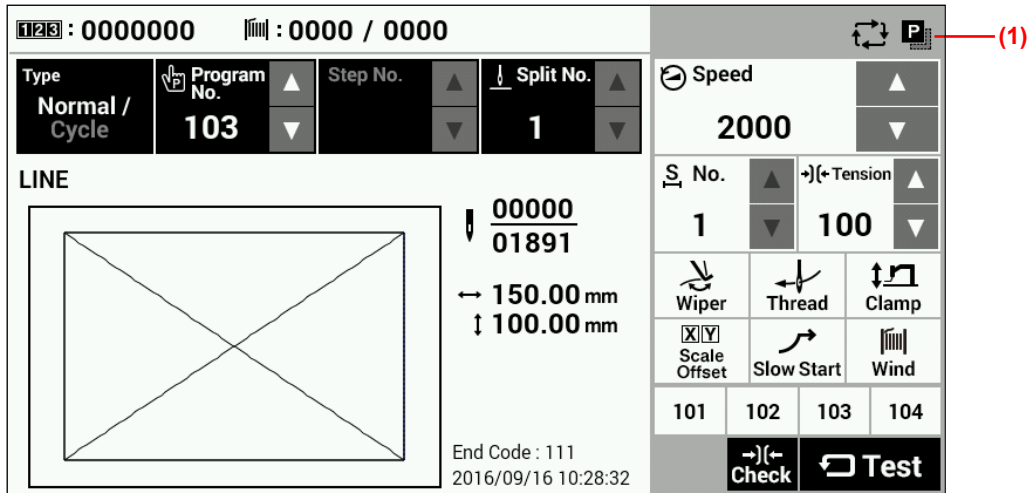 123 : 0000000 : 0000 / 0000
P
(1)
Type
Normal /
Cycle
P
Program
No.
103
Step No.
Split No.
1
Speed
2000
S No.
1
Tension
100
Wiper
Thread
Clamp
X Y
Scale
Offset
Slow Start
Wind
101
102
103
104
Check
Test
LINE
00000
01891
150.00 mm
100.00 mm
End Code : 111
2016/09/16 10:28:32